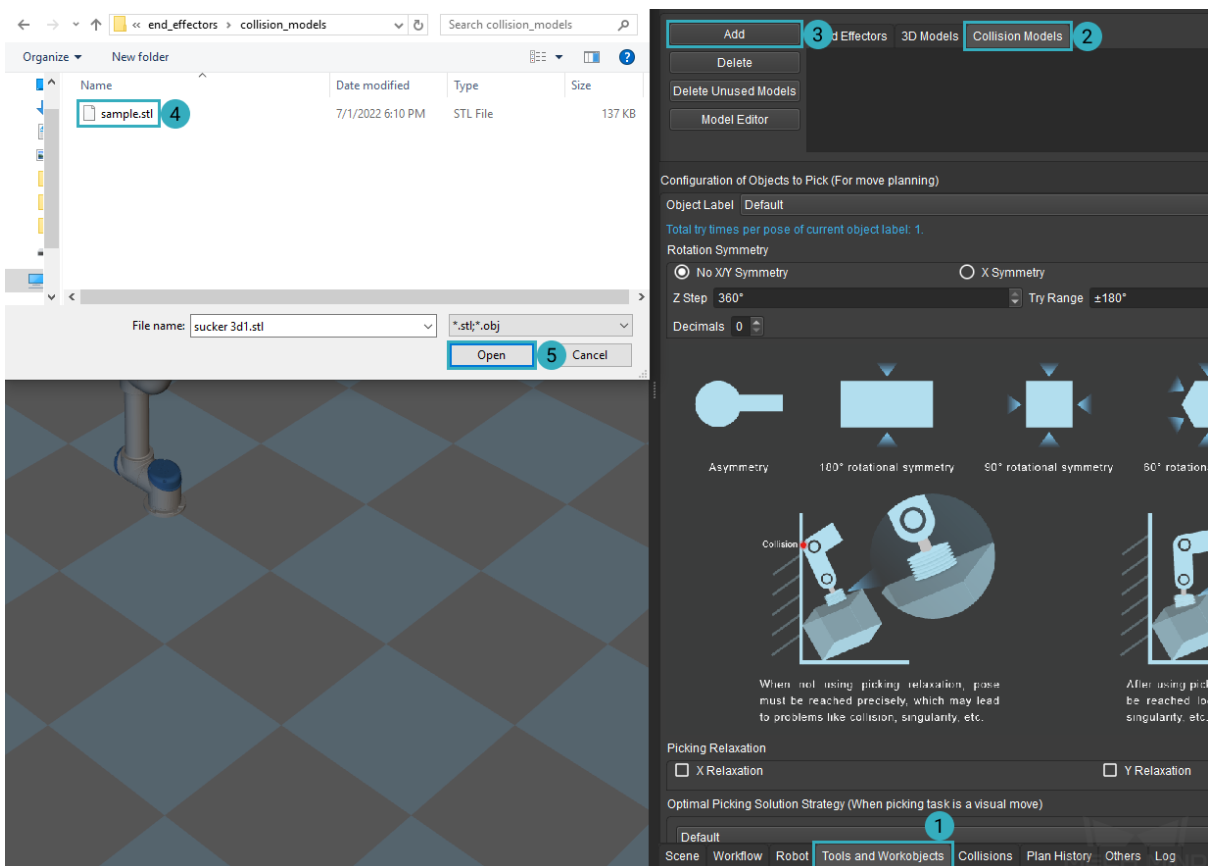 « end_effectors › collision_models
Search collision_models
Organize
New folder
Name
Date modified
Type
Size
sample.stl
4
7/1/2022 6:10 PM
STL File
137 KB
File name:
sucker 3d1.stl
*.stl;*.obj
Open
5
Cancel
Add
3
d Effectors
3D Models
Collision Models
2
Delete
Delete Unused Models
Model Editor
Configuration of Objects to Pick (For move planning)
Object Label
Default
Total try times per pose of current object label: 1.
Rotation Symmetry
No X/Y Symmetry
X Symmetry
Z Step
360°
Try Range
±180°
Decimals
0
Asymmetry
180° rotational symmetry
90° rotational symmetry
60° rotation
Collision
When not using picking relaxation, pose
must be reached precisely, which may lead
to problems like collision, singularity, etc.
After using pic
be reached lo
singularity, etc.
Picking Relaxation
X Relaxation
Y Relaxation
Optimal Picking Solution Strategy (When picking task is a visual move)
1
Default
Scene
Workflow
Robot
Tools and Workobjects
Collisions
Plan History
Others
Log